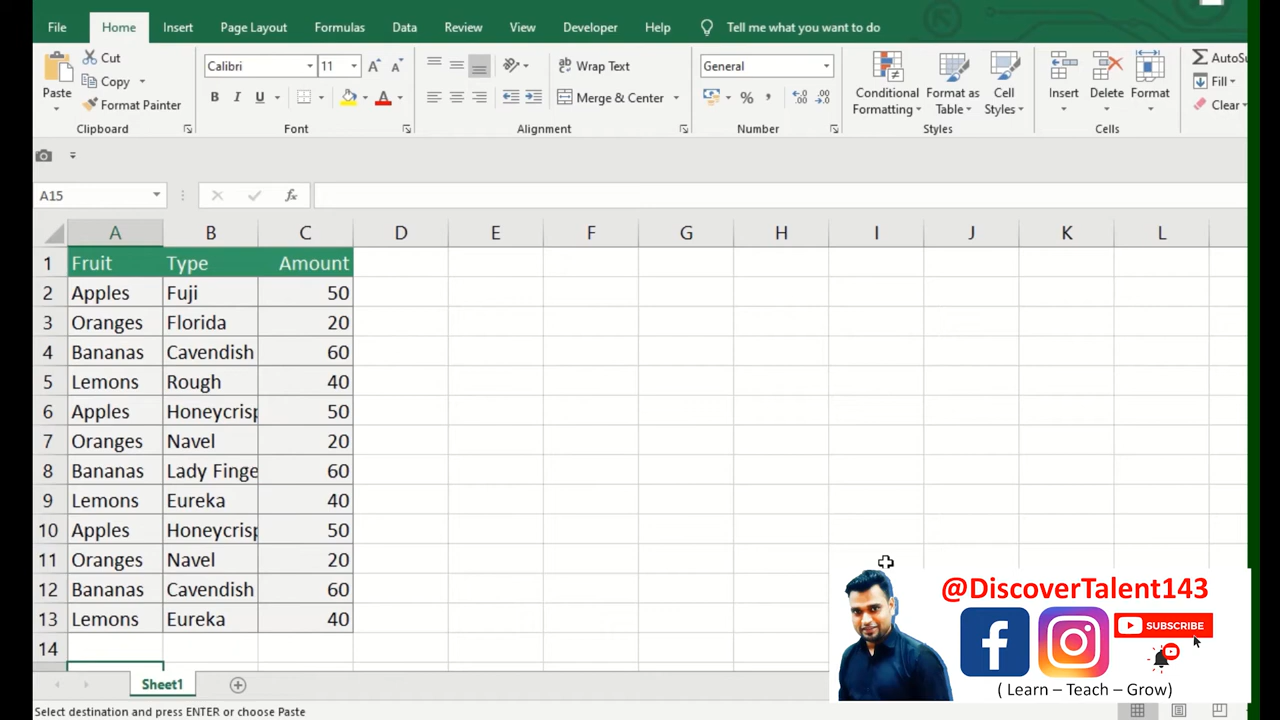 File Home Insert Page Layout Formulas Data Review View Developer Help Tell me what you want to do
Paste
Cut
Copy
Format Painter
Clipboard
Calibri 11
B I U
Font
Wrap Text
Merge & Center
Alignment
General
%
Number
Conditional Formatting
Format as Table
Cell Styles
Styles
Insert Delete Format
Cells
AutoSu
Fill
Clear
A15 fx
A B C D E F G H I J K L
1 Fruit Type Amount
2 Apples Fuji 50
3 Oranges Florida 20
4 Bananas Cavendish 60
5 Lemons Rough 40
6 Apples Honeycrisp 50
7 Oranges Navel 20
8 Bananas Lady Finge 60
9 Lemons Eureka 40
10 Apples Honeycrisp 50
11 Oranges Navel 20
12 Bananas Cavendish 60
13 Lemons Eureka 40
14
@DiscoverTalent143
SUBSCRIBE
( Learn – Teach – Grow)
Sheet1
Select destination and press ENTER or choose Paste